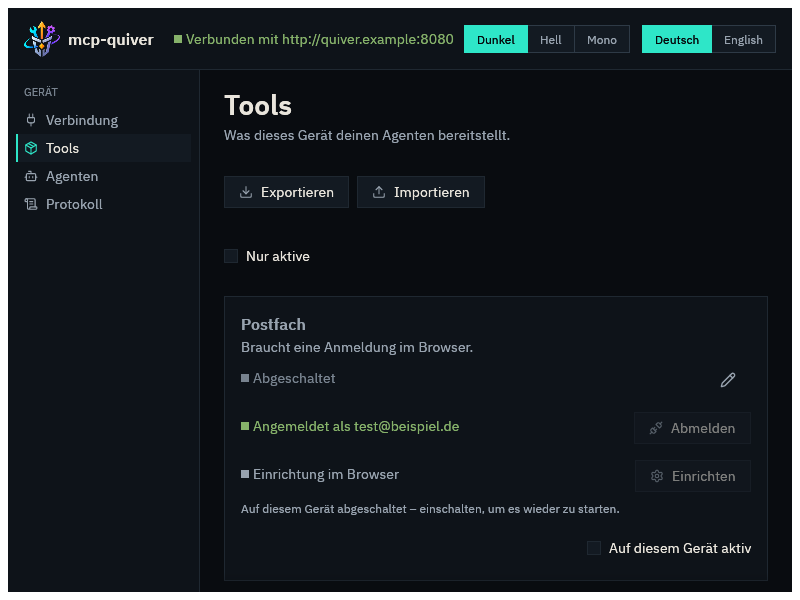 mcp-quiver
Verbunden mit http://quiver.example:8080
Dunkel
Hell
Mono
Deutsch
English
GERÄT
Verbindung
Tools
Agenten
Protokoll
Tools
Was dieses Gerät deinen Agenten bereitstellt.
Exportieren
Importieren
Nur aktive
Postfach
Braucht eine Anmeldung im Browser.
Abgeschaltet
Angemeldet als test@beispiel.de
Abmelden
Einrichtung im Browser
Einrichten
Auf diesem Gerät abgeschaltet – einschalten, um es wieder zu starten.
Auf diesem Gerät aktiv